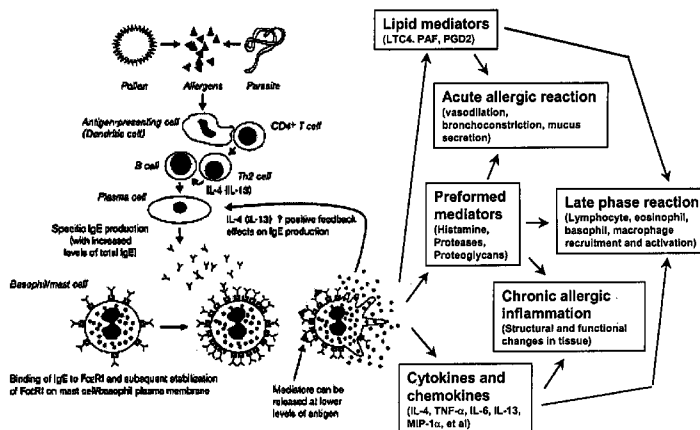 Pollen
Allergens
Parasite
Antigen-presenting cell
(Dendritic cell)
CD4+ T cell
B cell
Th2 cell
IL-4 (IL-13)
Plasma cell
IL-4 (IL-13) ? positive feedback
effects on IgE production
Specific IgE production
(with increased
levels of total IgE)
Basophil/mast cell
Binding of IgE to FcεRI and subsequent stabilization
of FcεRI on mast cell/basophil plasma membrane
Mediators can be
released at lower
levels of antigen
Lipid mediators
(LTC4. PAF, PGD2)
Acute allergic reaction
(vasodilation,
bronchoconstriction, mucus
secretion)
Preformed
mediators
(Histamine,
Proteases,
Proteoglycans)
Late phase reaction
(Lymphocyte, eosinophil,
basophil, macrophage
recruitment and activation)
Chronic allergic
inflammation
(Structural and functional
changes in tissue)
Cytokines and
chemokines
(IL-4, TNF-α, IL-6, IL-13,
MIP-1α, et al)